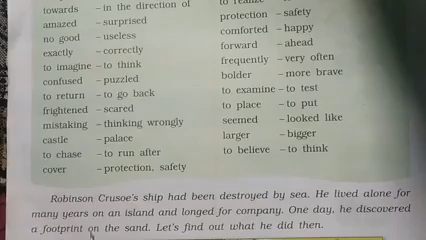 towards – in the direction of
amazed – surprised
no good – useless
exactly – correctly
to imagine – to think
confused – puzzled
to return – to go back
frightened – scared
mistaking – thinking wrongly
castle – palace
to chase – to run after
cover – protection, safety
protection – safety
comforted – happy
forward – ahead
frequently – very often
bolder – more brave
to examine – to test
to place – to put
seemed – looked like
larger – bigger
to believe – to think
Robinson Crusoe's ship had been destroyed by sea. He lived alone for
many years on an island and longed for company. One day, he discovered
a footprint on the sand. Let's find out what he did then.